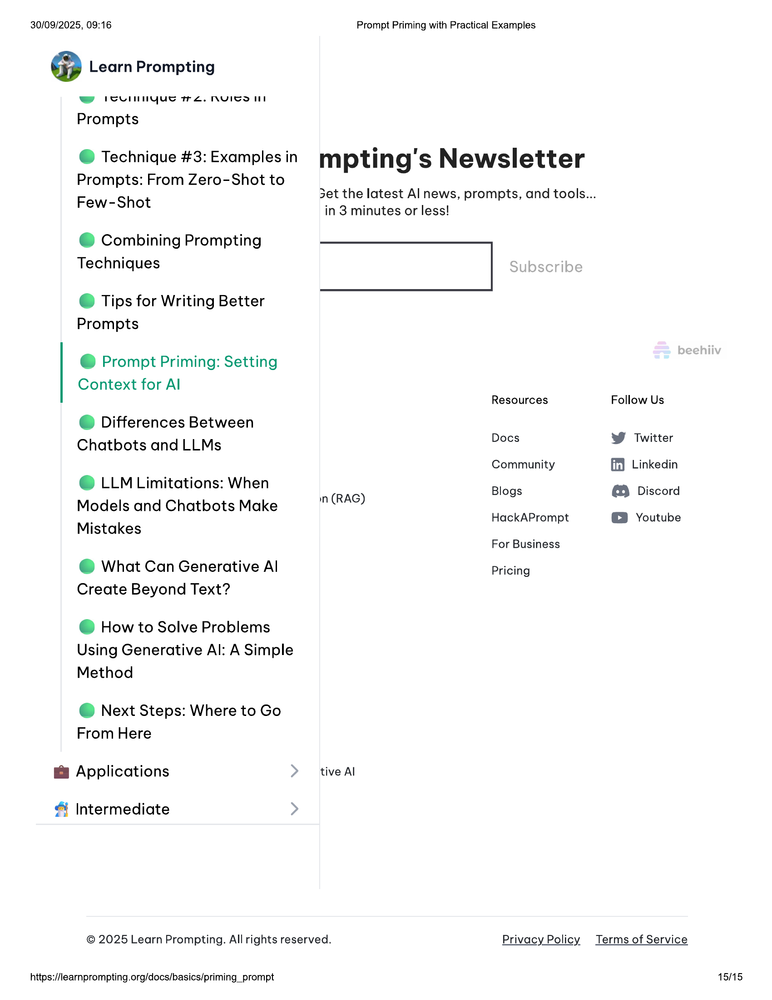 30/09/2025, 09:16
Prompt Priming with Practical Examples
Learn Prompting
Technique #2: Roles in
Prompts
Technique #3: Examples in
Prompts: From Zero-Shot to
Few-Shot
Combining Prompting
Techniques
Tips for Writing Better
Prompts
Prompt Priming: Setting
Context for AI
Differences Between
Chatbots and LLMs
LLM Limitations: When
Models and Chatbots Make
Mistakes
What Can Generative AI
Create Beyond Text?
How to Solve Problems
Using Generative AI: A Simple
Method
Next Steps: Where to Go
From Here
Applications
Intermediate
mpting's Newsletter
Get the latest AI news, prompts, and tools...
in 3 minutes or less!
Subscribe
beehiiv
on (RAG)
tive AI
Resources
Docs
Community
Blogs
HackAPrompt
For Business
Pricing
Follow Us
Twitter
Linkedin
Discord
Youtube
© 2025 Learn Prompting. All rights reserved.
Privacy Policy
Terms of Service
https://learnprompting.org/docs/basics/priming_prompt
15/15